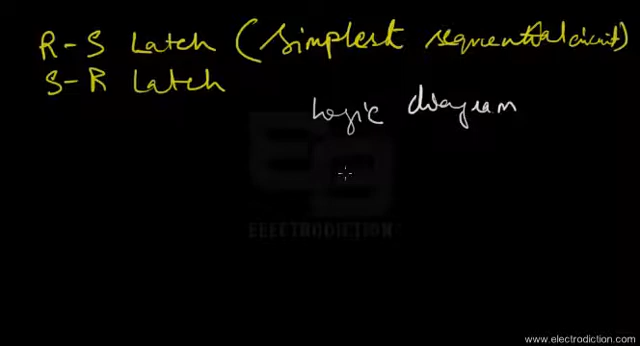 R-S Latch (Simplest sequential circuit)
S-R Latch
Logic diagram
ELECTRODICTION
www.electrodiction.com